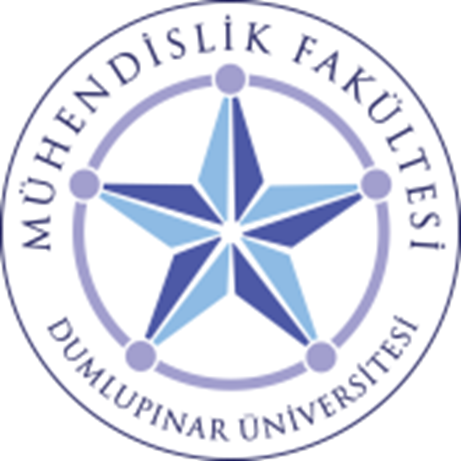 MÜHENDİSLİK FAKÜLTESİ
DUMLUPINAR ÜNİVERSİTESİ